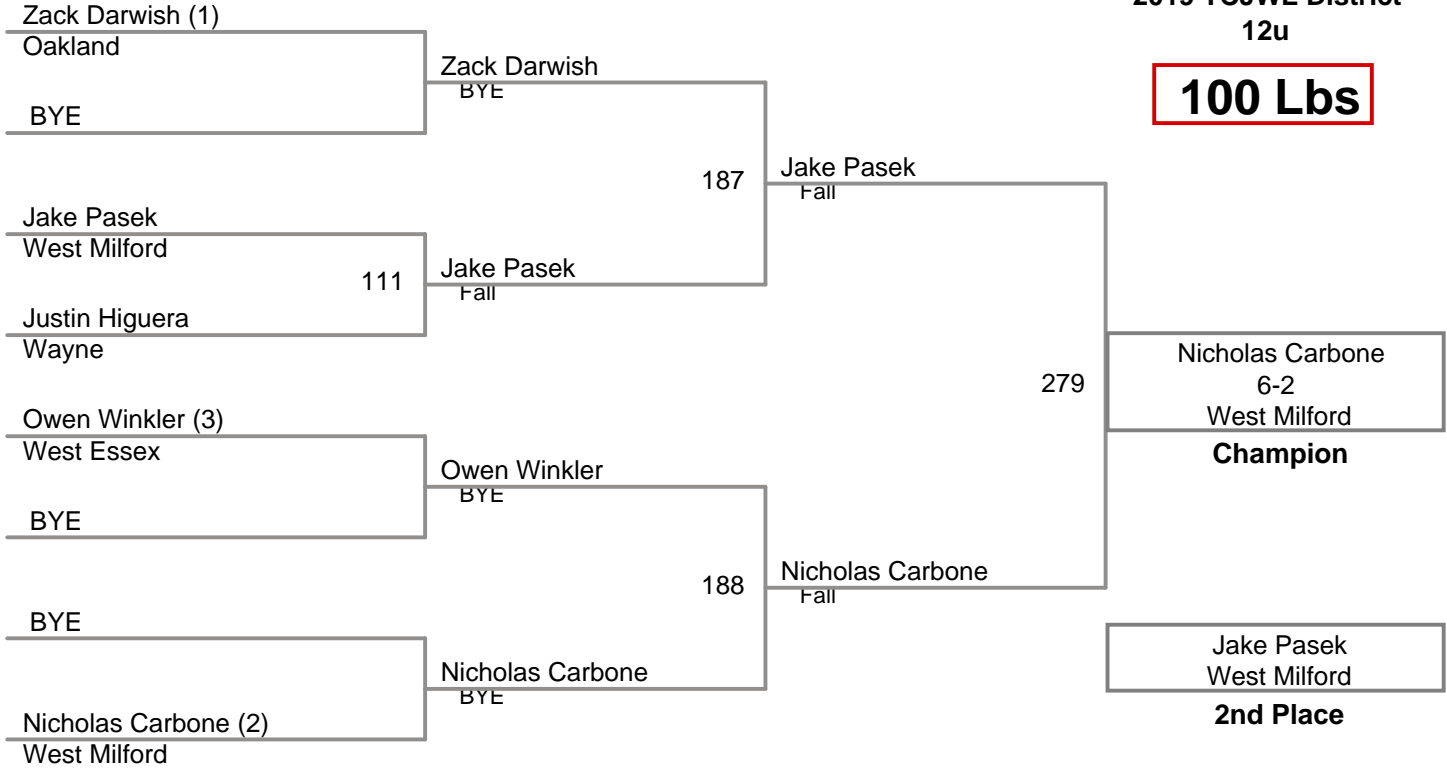 2019 TCJWL District
12u
100 Lbs
Zack Darwish (1)
Oakland
BYE
Jake Pasek
West Milford
111
Justin Higuera
Wayne
Owen Winkler (3)
West Essex
BYE
BYE
Nicholas Carbone (2)
West Milford
Zack Darwish
BYE
187
Jake Pasek
Fall
Owen Winkler
BYE
188
Nicholas Carbone
BYE
Jake Pasek
Fall
279
Nicholas Carbone
Fall
Nicholas Carbone
6-2
West Milford
Champion
Jake Pasek
West Milford
2nd Place